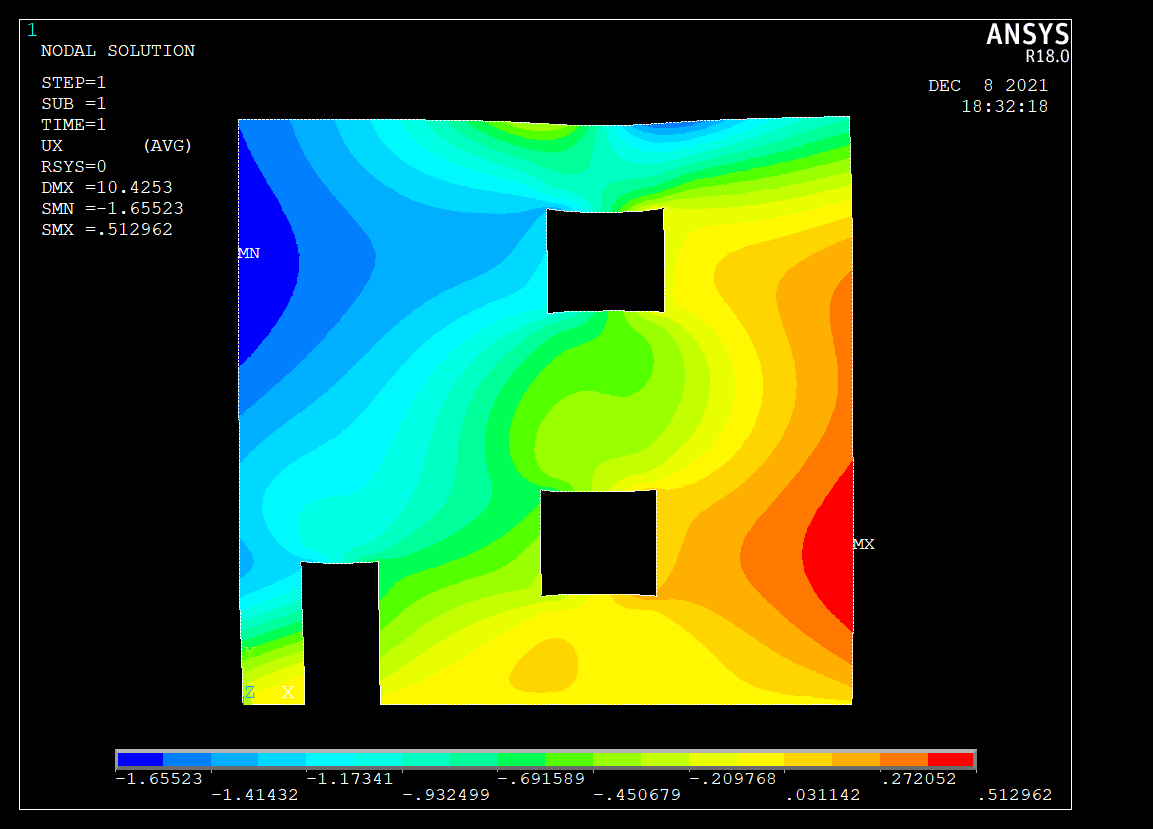 1
ANSYS
R18.0
NODAL SOLUTION
STEP=1
SUB =1
TIME=1
UX (AVG)
RSYS=0
DMX =10.4253
SMN =-1.65523
SMX =.512962
DEC 8 2021
18:32:18
MN
MX
Y
Z X
-1.65523 -1.17341 -.691589 -.209768 .272052
-1.41432 -.932499 -.450679 .031142 .512962